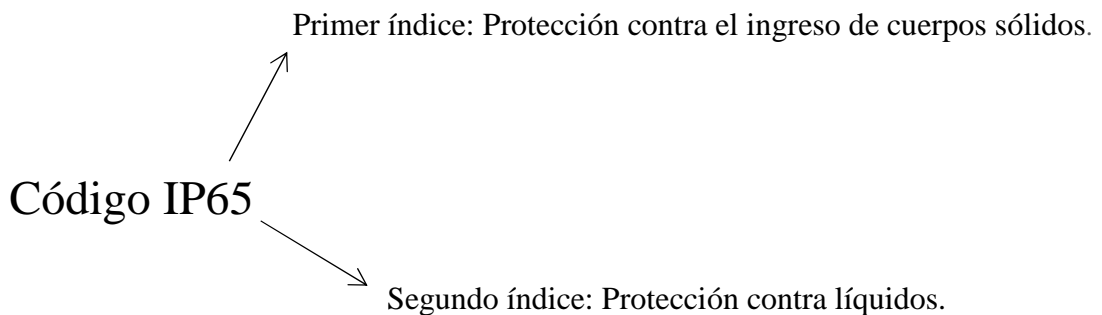 Primer índice: Protección contra el ingreso de cuerpos sólidos.
Código IP65
Segundo índice: Protección contra líquidos.